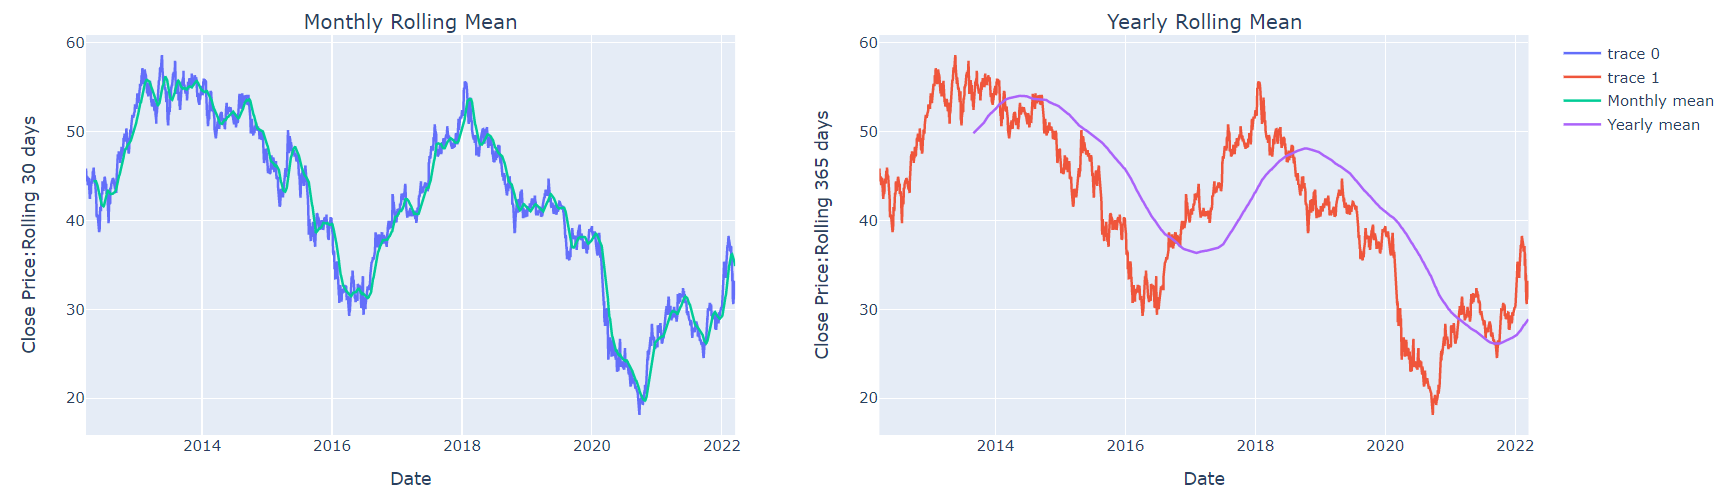 Monthly Rolling Mean
Close Price:Rolling 30 days
60
50
40
30
20
2014
2016
2018
2020
2022
Date
Yearly Rolling Mean
Close Price:Rolling 365 days
60
50
40
30
20
2014
2016
2018
2020
2022
Date
trace 0
trace 1
Monthly mean
Yearly mean